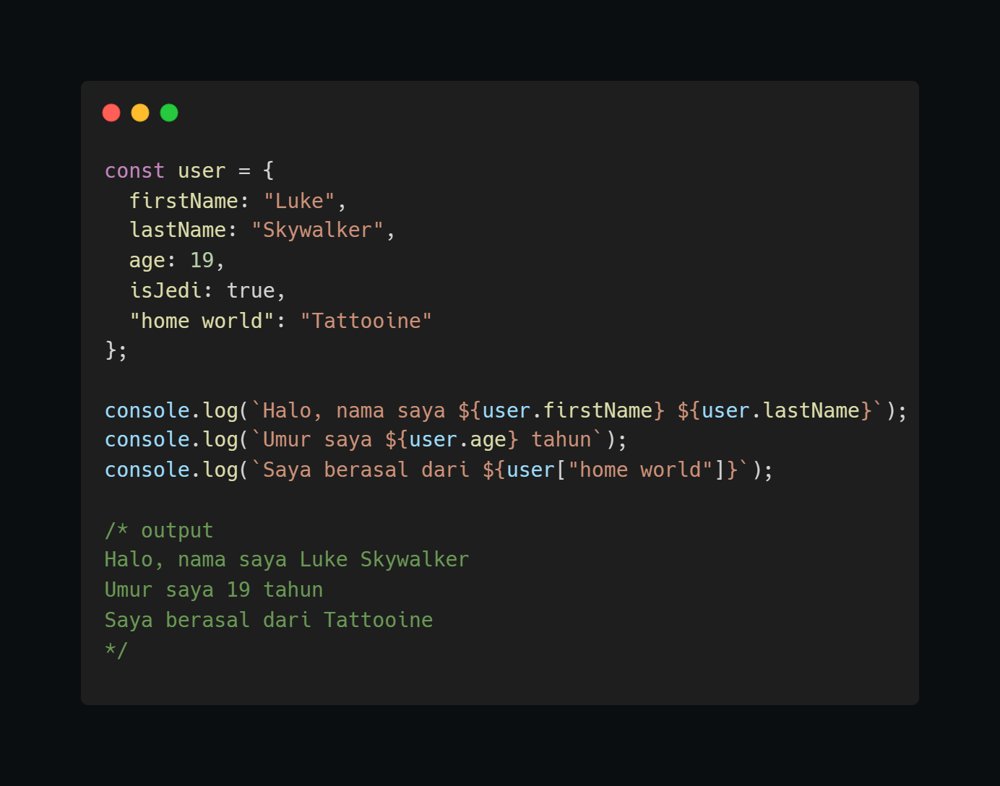 const user = {
  firstName: "Luke",
  lastName: "Skywalker",
  age: 19,
  isJedi: true,
  "home world": "Tattooine"
};

console.log(`Halo, nama saya ${user.firstName} ${user.lastName}`);
console.log(`Umur saya ${user.age} tahun`);
console.log(`Saya berasal dari ${user["home world"]}`);

/* output
Halo, nama saya Luke Skywalker
Umur saya 19 tahun
Saya berasal dari Tattooine
*/